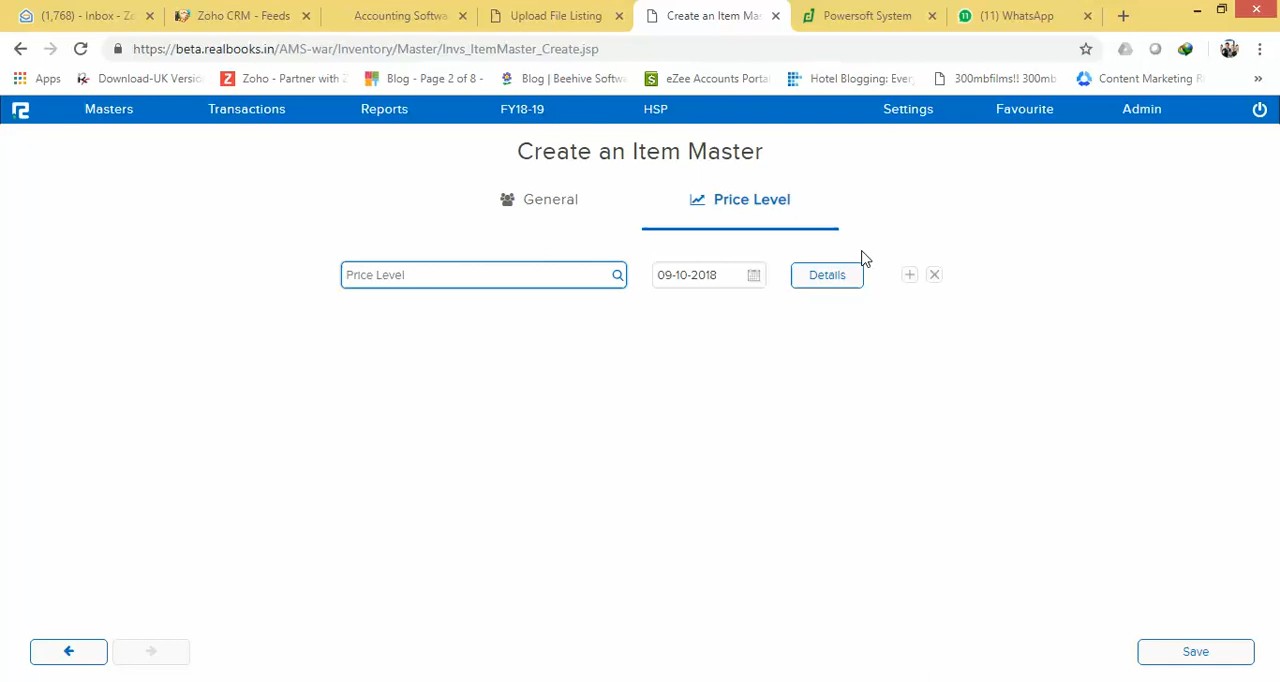 (1,768) - Inbox - Zo
Zoho CRM - Feeds
Accounting Softwa
Upload File Listing
Create an Item Mas
Powersoft System
11 (11) WhatsApp
https://beta.realbooks.in/AMS-war/Inventory/Master/Invs_ItemMaster_Create.jsp
Apps
Download-UK Versio
Z Zoho - Partner with Z
Blog - Page 2 of 8 -
Blog | Beehive Softw
S eZee Accounts Porta
Hotel Blogging: Ever
300mbfilms!! 300mb
Content Marketing R
»
Masters Transactions Reports FY18-19 HSP Settings Favourite Admin
Create an Item Master
General
Price Level
Price Level
09-10-2018
Details
Save